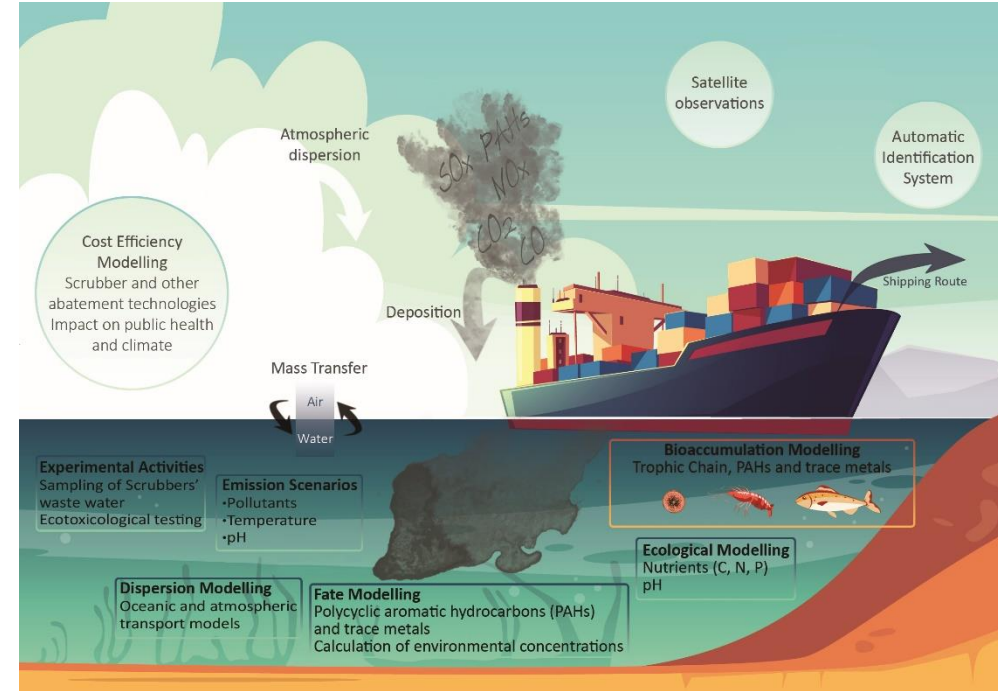 Satellite
observations
Automatic
Identification
System
Atmospheric
dispersion
SOx PAHs
NOx
CO2
CO
Cost Efficiency
Modelling
Scrubber and other
abatement technologies
Impact on public health
and climate
Shipping Route
Deposition
Mass Transfer
Air
Water
Experimental Activities
Sampling of Scrubbers'
waste water
Ecotoxicological testing
Emission Scenarios
•Pollutants
•Temperature
•pH
Bioaccumulation Modelling
Trophic Chain, PAHs and trace metals
Ecological Modelling
Nutrients (C, N, P)
pH
Dispersion Modelling
Oceanic and atmospheric
transport models
Fate Modelling
Polycyclic aromatic hydrocarbons (PAHs)
and trace metals
Calculation of environmental concentrations